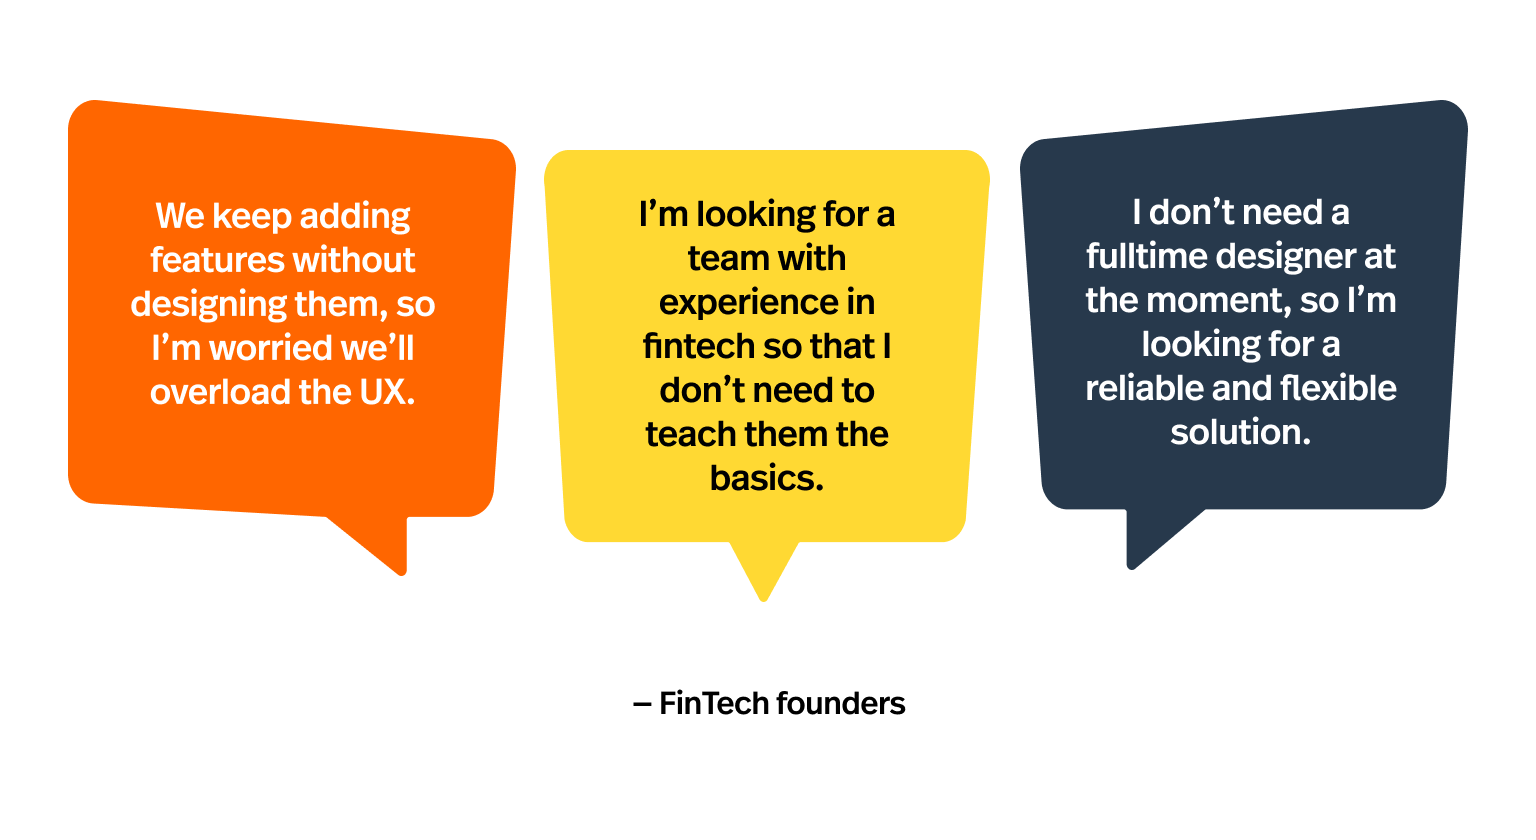 We keep adding
features without
designing them, so
I’m worried we’ll
overload the UX.
I’m looking for a
team with
experience in
fintech so that I
don’t need to
teach them the
basics.
I don’t need a
fulltime designer at
the moment, so I’m
looking for a
reliable and flexible
solution.
– FinTech founders